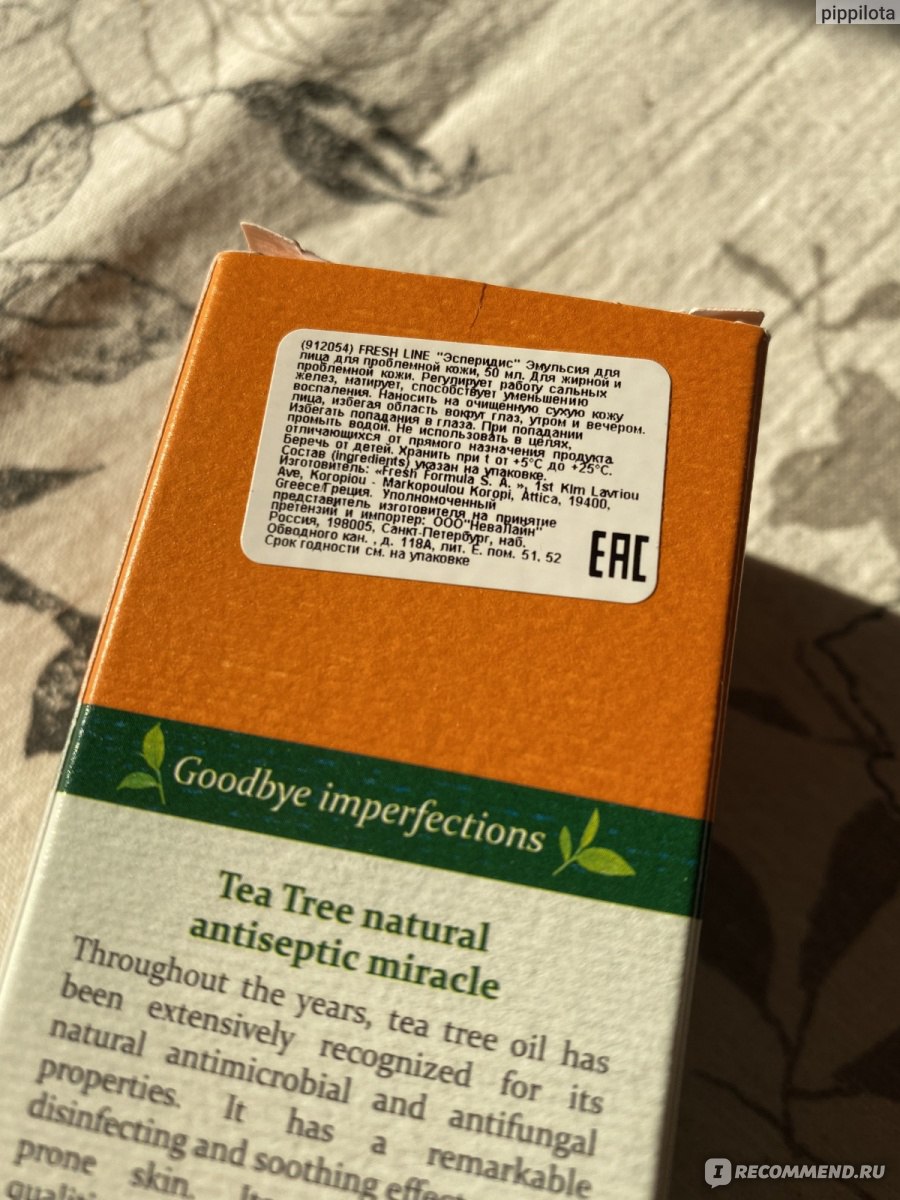 pippilota
(912054) FRESH LINE "Эсперидис" Эмульсия для
лица для проблемной кожи, 50 мл. Для жирной и
проблемной кожи. Регулирует работу сальных
желез, матирует, способствует уменьшению
воспаления. Наносить на очищенную сухую кожу
лица, избегая область вокруг глаз, утром и вечером.
Избегать попадания в глаза. При попадании
промыть водой. Не использовать в целях,
отличающихся от прямого назначения продукта.
Беречь от детей. Хранить при t от +5°C до +25°C.
Состав (ingredients) указан на упаковке.
Изготовитель: «Fresh Formula S. A. », 1st Klm Lavriou
Ave, Koropiou - Markopoulou Koropi, Attica, 19400,
Greece/Греция. Уполномоченный
представитель изготовителя на принятие
претензий и импортер: ООО"НеваЛайн"
Россия, 198005, Санкт-Петербург, наб.
Обводного кан. , д. 118А, лит. Е. пом. 51, 52
Срок годности см. на упаковке
EAC
Goodbye imperfections
Tea Tree natural
antiseptic miracle
Throughout the years, tea tree oil has
been extensively recognized for its
natural antimicrobial and antifungal
properties. It has a remarkable
disinfecting and soothing effect
prone skin.
IRECOMMEND.RU